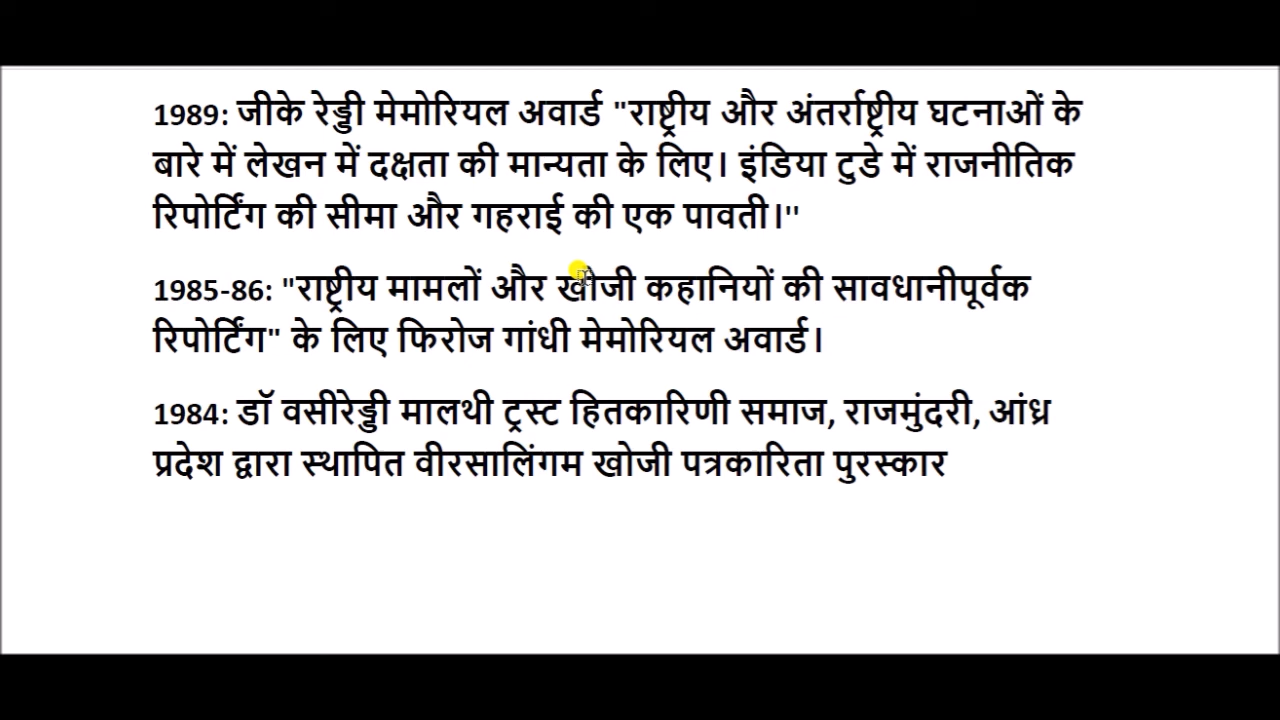 1989: जीके रेड्डी मेमोरियल अवार्ड "राष्ट्रीय और अंतर्राष्ट्रीय घटनाओं के
बारे में लेखन में दक्षता की मान्यता के लिए। इंडिया टुडे में राजनीतिक
रिपोर्टिंग की सीमा और गहराई की एक पावती।''
1985-86: "राष्ट्रीय मामलों और खोजी कहानियों की सावधानीपूर्वक
रिपोर्टिंग" के लिए फिरोज गांधी मेमोरियल अवार्ड।
1984: डॉ वसीरेड्डी मालथी ट्रस्ट हितकारिणी समाज, राजमुंदरी, आंध्र
प्रदेश द्वारा स्थापित वीरसालिंगम खोजी पत्रकारिता पुरस्कार